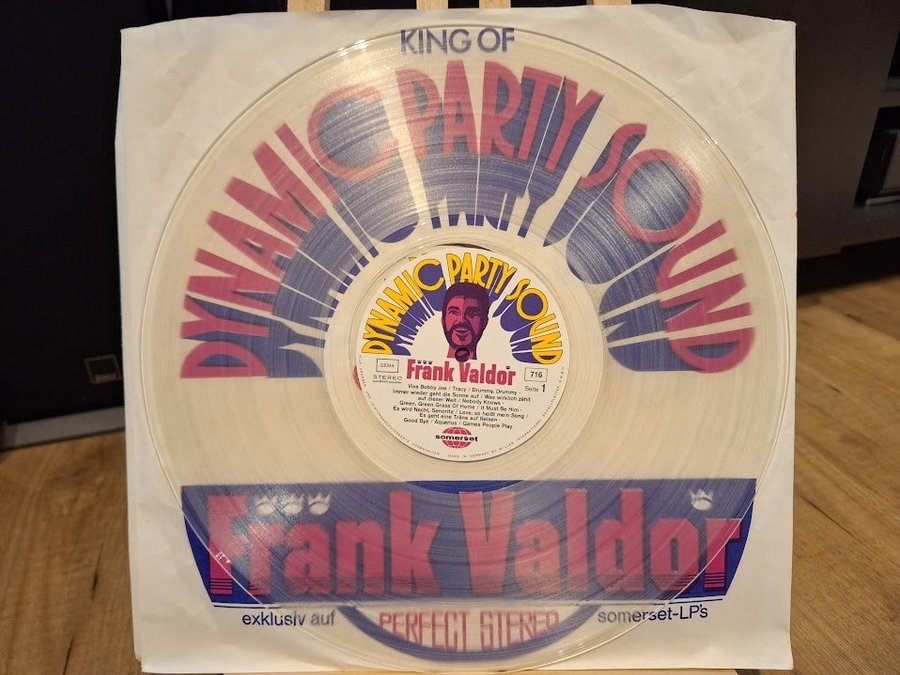 KING OF
DYNAMIC PARTY SOUND
DYNAMIC PARTY SOUND
Frank Valdor
GEMA
STEREO
716
Seite 1
Viva Bobby Joe / Tracy / Drummy, Drummy -
Immer wieder geht die Sonne auf / Was wirklich zählt
auf dieser Welt / Nobody Knows -
Green, Green Grass Of Home / It Must Be Him -
Es wird Nacht, Senorita / Love, so heißt mein Song /
Es geht eine Träne auf Reisen -
Good Bye / Aquarius / Games People Play
somerset
Frank Valdor
exklusiv auf
PERFECT STEREO
somerset-LP's